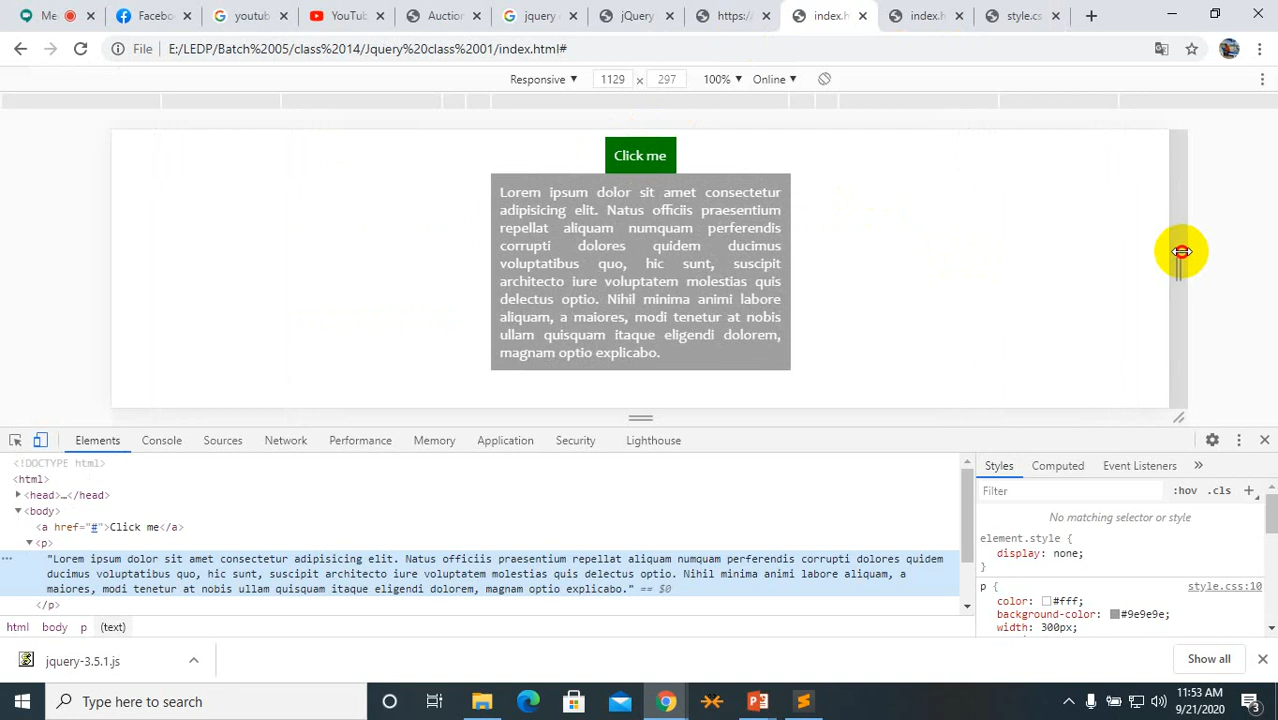 Me
Facebo
youtub
YouTu
Auction
jquery
jQuery
https:/
index.h
index.h
style.cs
File
E:/LEDP/Batch%2005/class%2014/Jquery%20class%2001/index.html#
Responsive
1129
×
297
100%
Online
Click me
Lorem ipsum dolor sit amet consectetur
adipisicing elit. Natus officiis praesentium
repellat aliquam numquam perferendis
corrupti dolores quidem ducimus
voluptatibus quo, hic sunt, suscipit
architecto iure voluptatem molestias quis
delectus optio. Nihil minima animi labore
aliquam, a maiores, modi tenetur at nobis
ullam quisquam itaque eligendi dolorem,
magnam optio explicabo.
Elements
Console
Sources
Network
Performance
Memory
Application
Security
Lighthouse
<!DOCTYPE html>
<html>
<head>…</head>
<body>
<a href="#">Click me</a>
<p>
"Lorem ipsum dolor sit amet consectetur adipisicing elit. Natus officiis praesentium repellat aliquam numquam perferendis corrupti dolores quidem
ducimus voluptatibus quo, hic sunt, suscipit architecto iure voluptatem molestias quis delectus optio. Nihil minima animi labore aliquam, a
maiores, modi tenetur at nobis ullam quisquam itaque eligendi dolorem, magnam optio explicabo." == $0
</p>
html
body
p
(text)
Styles
Computed
Event Listeners
»
Filter
:hov
.cls
+
No matching selector or style
element.style {
display: none;
}
p {
style.css:10
color: #fff;
background-color: #9e9e9e;
width: 300px;
jquery-3.5.1.js
Show all
Type here to search
11:53 AM
9/21/2020
3